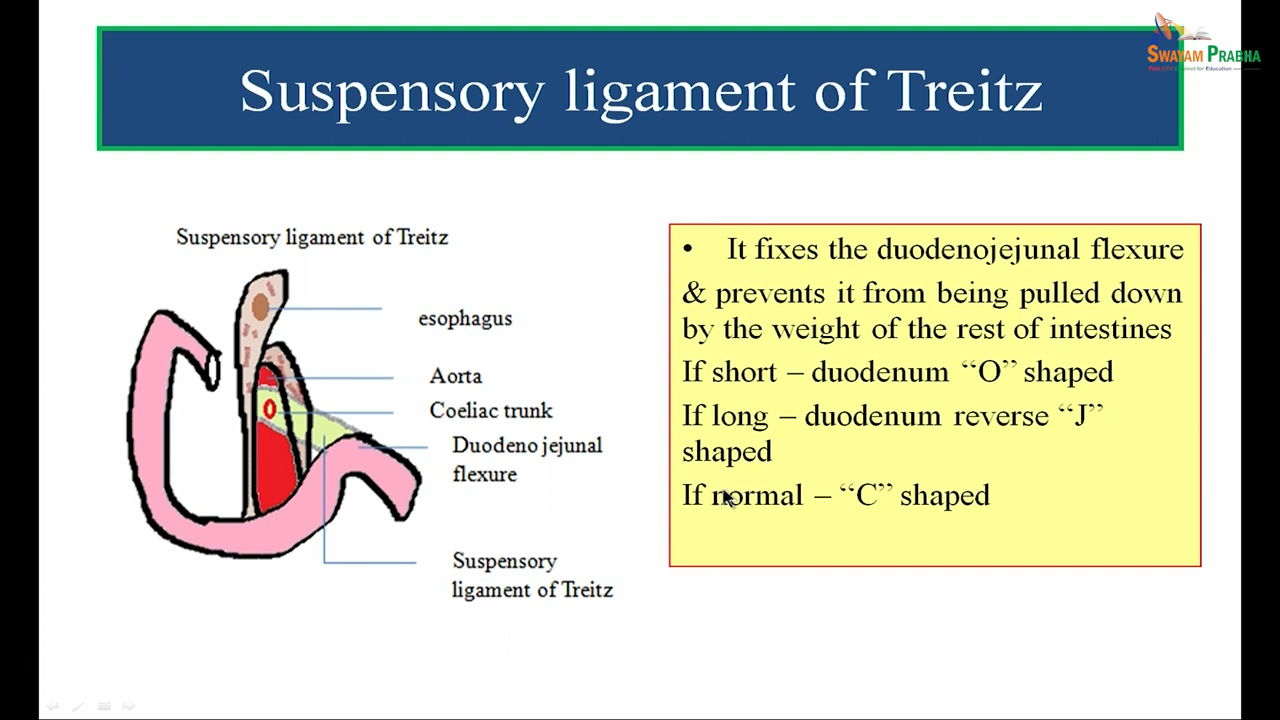 SWAYAM PRABHA
Suspensory ligament of Treitz
Suspensory ligament of Treitz
esophagus
Aorta
Coeliac trunk
Duodeno jejunal
flexure
Suspensory
ligament of Treitz
• It fixes the duodenojejunal flexure
& prevents it from being pulled down
by the weight of the rest of intestines
If short – duodenum “O” shaped
If long – duodenum reverse “J”
shaped
If normal – “C” shaped